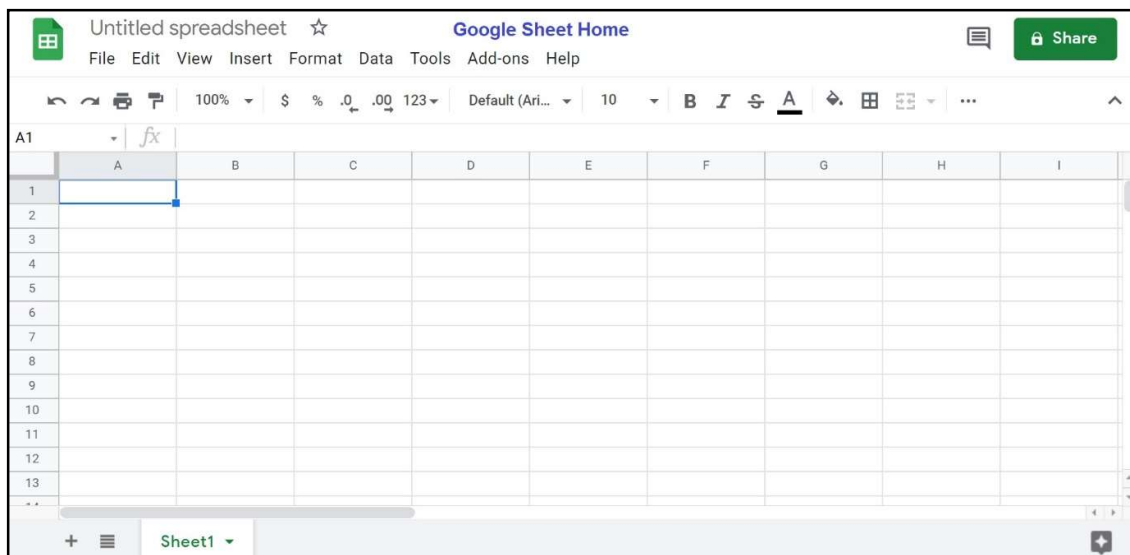 Untitled spreadsheet Google Sheet Home
Share
File Edit View Insert Format Data Tools Add-ons Help
100% $ % .0 .00 123 Default (Ari... 10 B I S A ...
A1 fx
A B C D E F G H I
1
2
3
4
5
6
7
8
9
10
11
12
13
Sheet1